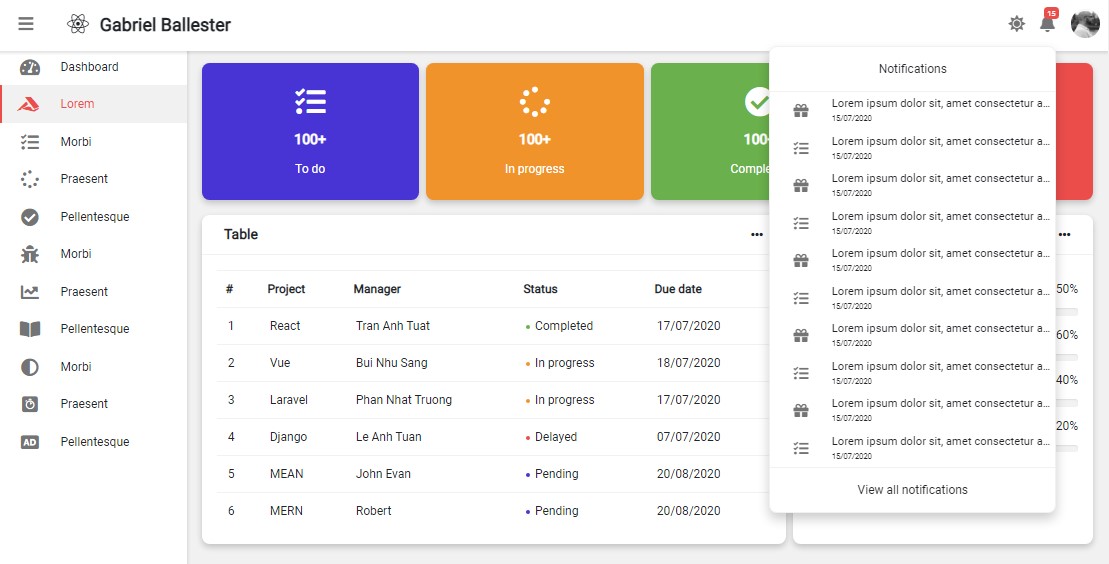 Gabriel Ballester
15
Dashboard
Lorem
Morbi
Praesent
Pellentesque
Morbi
Praesent
Pellentesque
Morbi
Praesent
AD
Pellentesque
100+
To do
100+
In progress
100
Comple
Table
# Project Manager Status Due date
1 React Tran Anh Tuat Completed 17/07/2020
2 Vue Bui Nhu Sang In progress 18/07/2020
3 Laravel Phan Nhat Truong In progress 17/07/2020
4 Django Le Anh Tuan Delayed 07/07/2020
5 MEAN John Evan Pending 20/08/2020
6 MERN Robert Pending 20/08/2020
Notifications
Lorem ipsum dolor sit, amet consectetur a...
15/07/2020
Lorem ipsum dolor sit, amet consectetur a...
15/07/2020
Lorem ipsum dolor sit, amet consectetur a...
15/07/2020
Lorem ipsum dolor sit, amet consectetur a...
15/07/2020
Lorem ipsum dolor sit, amet consectetur a...
15/07/2020
Lorem ipsum dolor sit, amet consectetur a...
15/07/2020
Lorem ipsum dolor sit, amet consectetur a...
15/07/2020
Lorem ipsum dolor sit, amet consectetur a...
15/07/2020
Lorem ipsum dolor sit, amet consectetur a...
15/07/2020
Lorem ipsum dolor sit, amet consectetur a...
15/07/2020
View all notifications
50%
60%
40%
20%